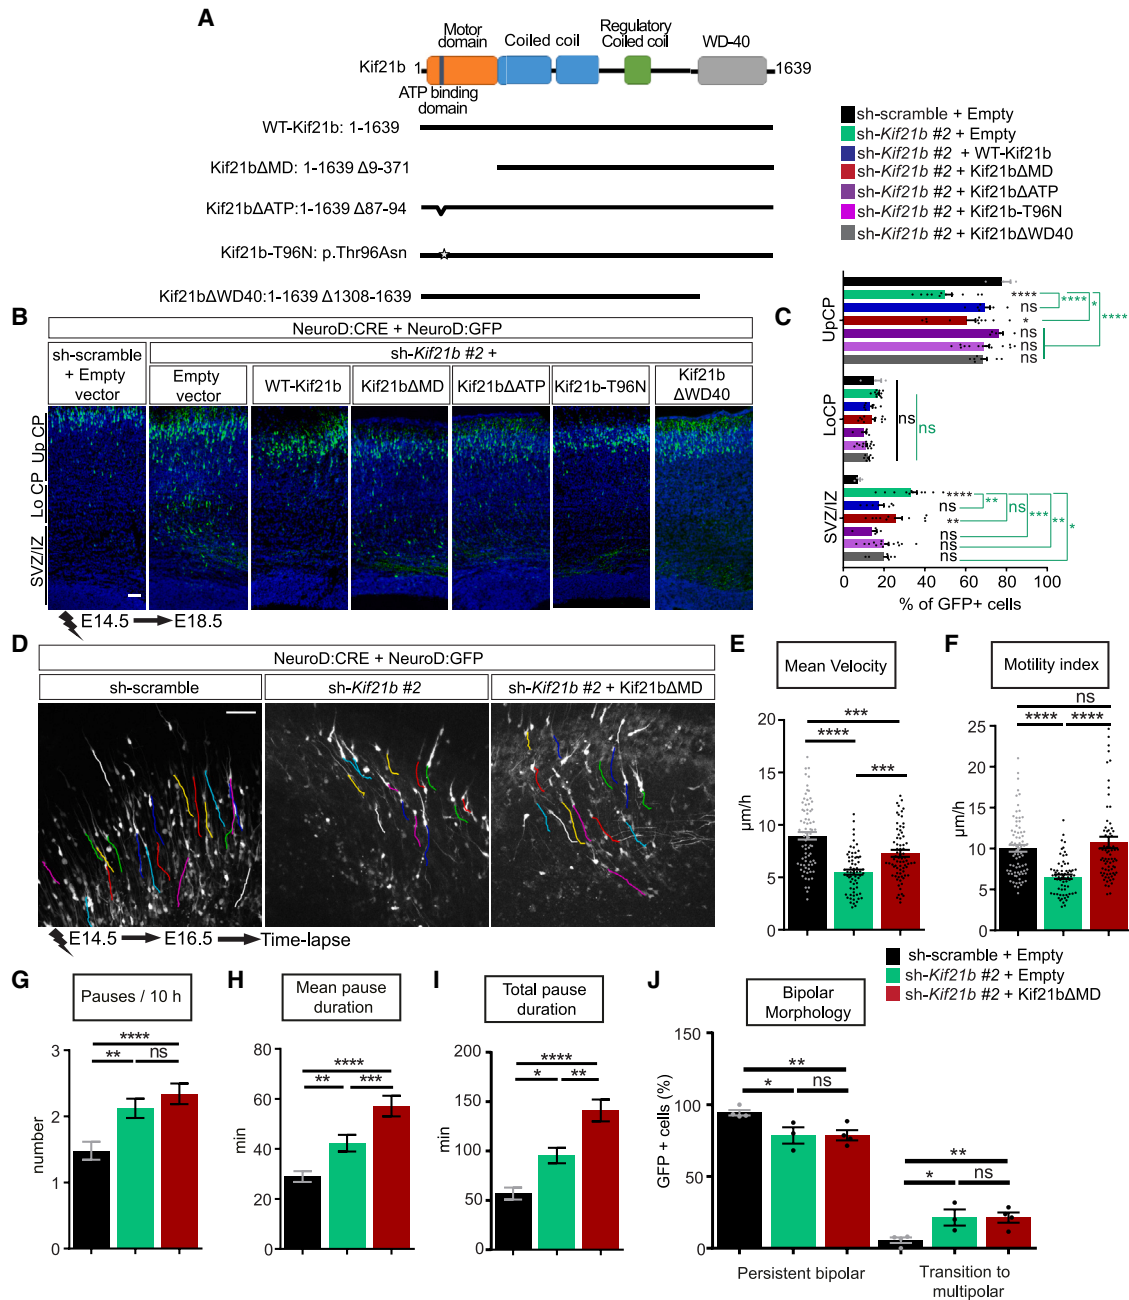 A
Motor domain
Coiled coil
Regulatory Coiled coil
WD-40
Kif21b 1
1639
ATP binding domain
WT-Kif21b: 1-1639
Kif21bΔMD: 1-1639 Δ9-371
Kif21bΔATP:1-1639 Δ87-94
Kif21b-T96N: p.Thr96Asn
Kif21bΔWD40:1-1639 Δ1308-1639
sh-scramble + Empty
sh-Kif21b #2 + Empty
sh-Kif21b #2 + WT-Kif21b
sh-Kif21b #2 + Kif21bΔMD
sh-Kif21b #2 + Kif21bΔATP
sh-Kif21b #2 + Kif21b-T96N
sh-Kif21b #2 + Kif21bΔWD40
B
NeuroD:CRE + NeuroD:GFP
sh-scramble + Empty vector
sh-Kif21b #2 +
Empty vector
WT-Kif21b
Kif21bΔMD
Kif21bΔATP
Kif21b-T96N
Kif21b ΔWD40
Up CP
Lo CP
SVZ/IZ
E14.5
E18.5
C
UpCP
**** ns * ns ns ns
**** * ****
LoCP
ns ns
SVZ/IZ
**** ns ** ns ns ns
** ns *** ** *
0 20 40 60 80 100
% of GFP+ cells
D
NeuroD:CRE + NeuroD:GFP
sh-scramble
sh-Kif21b #2
sh-Kif21b #2 + Kif21bΔMD
E14.5
E16.5
Time-lapse
E
Mean Velocity
µm/h
20
15
10
5
0
***
****
***
F
Motility index
µm/h
25
20
15
10
5
0
ns
****
****
sh-scramble + Empty
sh-Kif21b #2 + Empty
sh-Kif21b #2 + Kif21bΔMD
G
Pauses / 10 h
number
3
2
1
0
****
**
ns
H
Mean pause duration
min
80
60
40
20
0
****
**
***
I
Total pause duration
min
200
150
100
50
0
****
*
**
J
Bipolar Morphology
GFP + cells (%)
150
100
50
0
**
*
ns
**
*
ns
Persistent bipolar
Transition to multipolar